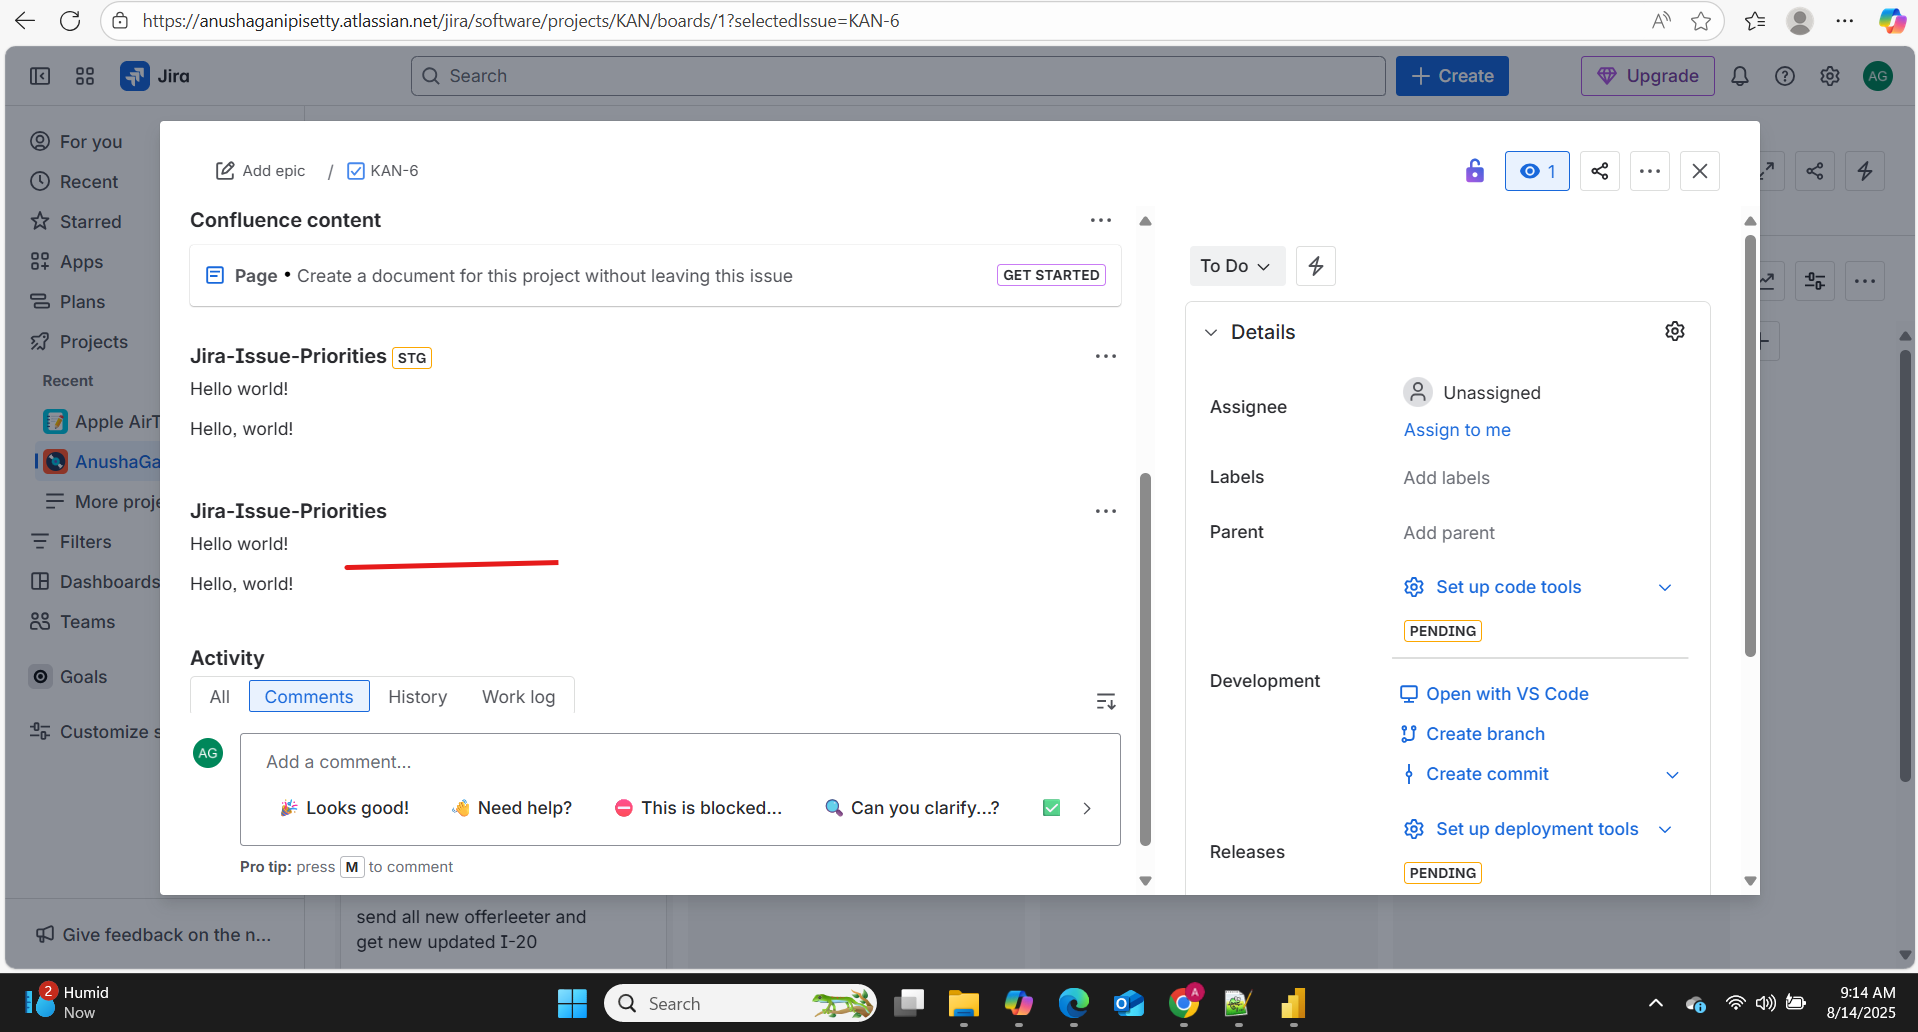 https://anushaganipisetty.atlassian.net/jira/software/projects/KAN/boards/1?selectedIssue=KAN-6
Jira
Search
Create
Upgrade
AG
For you
Recent
Starred
Apps
Plans
Projects
Recent
Apple AirT
AnushaGa
More proje
Filters
Dashboards
Teams
Goals
Customize s
Give feedback on the n...
Add epic / KAN-6
1
Confluence content
Page • Create a document for this project without leaving this issue GET STARTED
Jira-Issue-Priorities STG
Hello world!
Hello, world!
Jira-Issue-Priorities
Hello world!
Hello, world!
Activity
All Comments History Work log
AG
Add a comment...
Looks good! Need help? This is blocked... Can you clarify...?
Pro tip: press M to comment
To Do
Details
Assignee
Unassigned
Assign to me
Labels Add labels
Parent Add parent
Set up code tools
PENDING
Development
Open with VS Code
Create branch
Create commit
Set up deployment tools
Releases
PENDING
send all new offerleeter and
get new updated I-20
2
Humid
Now
Search
A
9:14 AM
8/14/2025